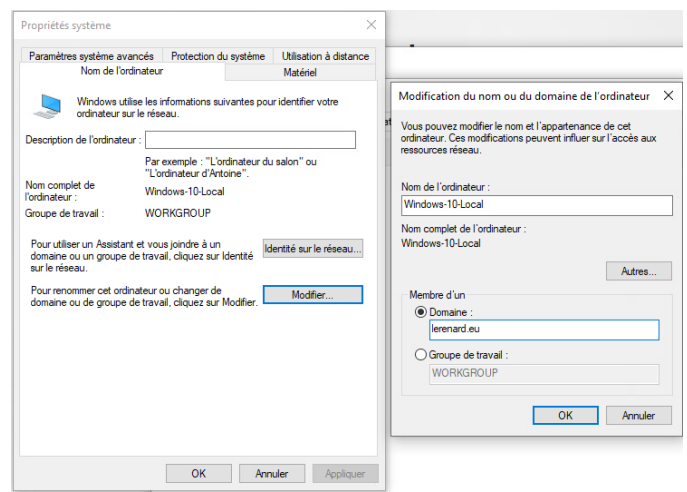 Propriétés système
Paramètres système avancés
Protection du système
Utilisation à distance
Nom de l'ordinateur
Matériel
Windows utilise les informations suivantes pour identifier votre
ordinateur sur le réseau.
Description de l'ordinateur :
Par exemple : "L'ordinateur du salon" ou
"L'ordinateur d'Antoine".
Nom complet de
l'ordinateur :
Windows-10-Local
Groupe de travail :
WORKGROUP
Pour utiliser un Assistant et vous joindre à un
domaine ou un groupe de travail, cliquez sur Identité
sur le réseau.
Identité sur le réseau...
Pour renommer cet ordinateur ou changer de
domaine ou de groupe de travail, cliquez sur Modifier.
Modifier...
OK
Annuler
Appliquer
Modification du nom ou du domaine de l'ordinateur
Vous pouvez modifier le nom et l'appartenance de cet
ordinateur. Ces modifications peuvent influer sur l'accès aux
ressources réseau.
Nom de l'ordinateur :
Windows-10-Local
Nom complet de l'ordinateur :
Windows-10-Local
Autres...
Membre d'un
Domaine :
lerenard.eu
Groupe de travail :
WORKGROUP
OK
Annuler